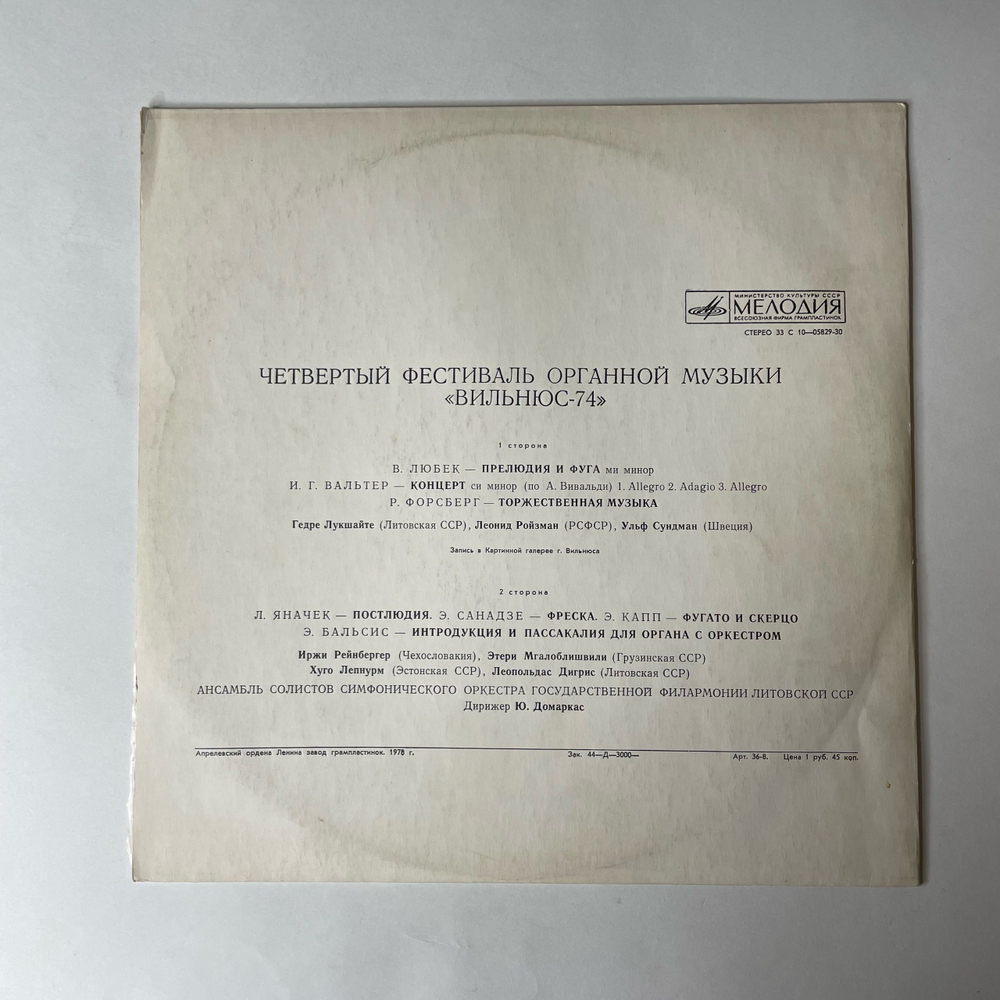 МИНИСТЕРСТВО КУЛЬТУРЫ СССР
МЕЛОДИЯ
ВСЕСОЮЗНАЯ ФИРМА ГРАМПЛАСТИНОК
СТЕРЕО 33 С 10—05829-30
ЧЕТВЕРТЫЙ ФЕСТИВАЛЬ ОРГАННОЙ МУЗЫКИ
«ВИЛЬНЮС-74»
1 сторона
В. ЛЮБЕК — ПРЕЛЮДИЯ И ФУГА ми минор
И. Г. ВАЛЬТЕР — КОНЦЕРТ си минор (по А. Вивальди) 1. Allegro 2. Adagio 3. Allegro
Р. ФОРСБЕРГ — ТОРЖЕСТВЕННАЯ МУЗЫКА
Гедре Лукшайте (Литовская ССР), Леонид Ройзман (РСФСР), Ульф Сундман (Швеция)
Запись в Картинной галерее г. Вильнюса
2 сторона
Л. ЯНАЧЕК — ПОСТЛЮДИЯ. Э. САНАДЗЕ — ФРЕСКА. Э. КАПП — ФУГАТО И СКЕРЦО
Э. БАЛЬСИС — ИНТРОДУКЦИЯ И ПАССАКАЛИЯ ДЛЯ ОРГАНА С ОРКЕСТРОМ
Иржи Рейнбергер (Чехословакия), Этери Мгалоблишвили (Грузинская ССР)
Хуго Лепнурм (Эстонская ССР), Леопольдас Дигрис (Литовская ССР)
АНСАМБЛЬ СОЛИСТОВ СИМФОНИЧЕСКОГО ОРКЕСТРА ГОСУДАРСТВЕННОЙ ФИЛАРМОНИИ ЛИТОВСКОЙ ССР
Дирижер Ю. Домаркас
Апрелевский ордена Ленина завод грампластинок. 1978 г. Зак. 44—Д—3000— Арт. 36-8. Цена 1 руб. 45 коп.